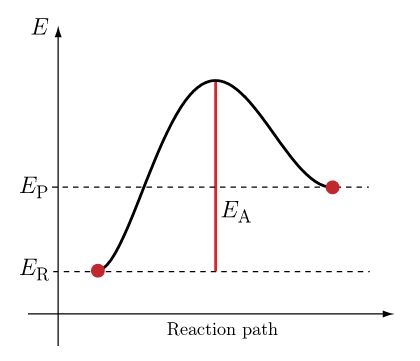 E
E_P
E_A
E_R
Reaction path